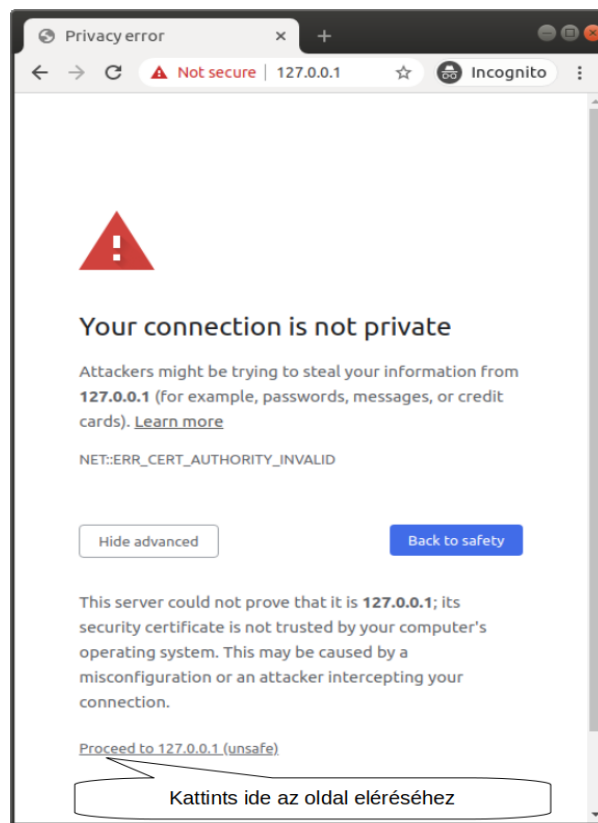 Privacy error
Not secure | 127.0.0.1 Incognito
Your connection is not private
Attackers might be trying to steal your information from
127.0.0.1 (for example, passwords, messages, or credit
cards). Learn more
NET::ERR_CERT_AUTHORITY_INVALID
Hide advanced Back to safety
This server could not prove that it is 127.0.0.1; its
security certificate is not trusted by your computer's
operating system. This may be caused by a
misconfiguration or an attacker intercepting your
connection.
Proceed to 127.0.0.1 (unsafe)
Kattints ide az oldal eléréséhez